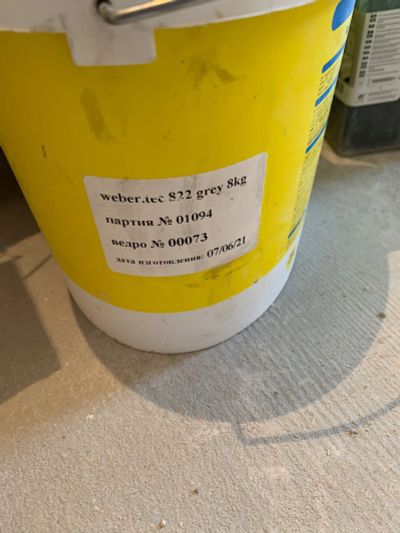 weber.tec 822 grey 8kg
партия № 01094
ведро № 00073
дата изготовления: 07/06/21